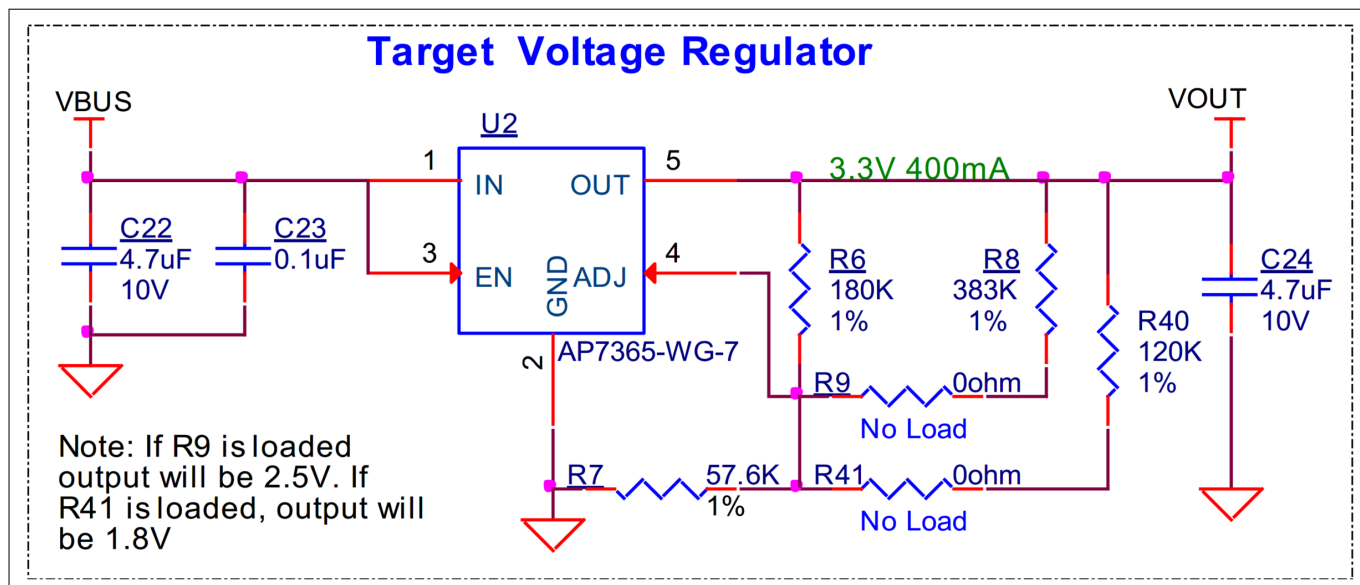 Target Voltage Regulator
VBUS
VOUT
U2
1
5
3.3V 400mA
IN
OUT
C22
4.7uF
10V
C23
0.1uF
3
4
EN
GND
ADJ
R6
180K
1%
R8
383K
1%
C24
4.7uF
10V
R40
120K
1%
2
AP7365-WG-7
R9
0ohm
No Load
Note: If R9 is loaded
output will be 2.5V. If
R41 is loaded, output will
be 1.8V
R7
57.6K
1%
R41
0ohm
No Load